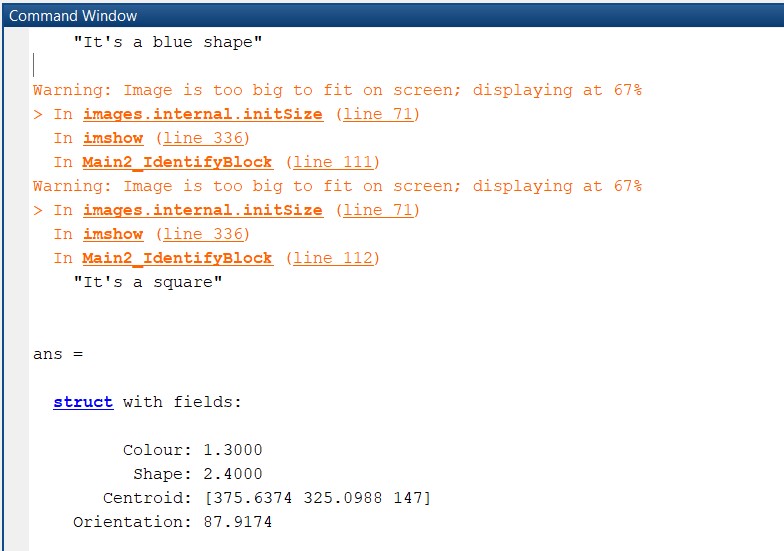 Command Window
"It's a blue shape"
Warning: Image is too big to fit on screen; displaying at 67%
> In images.internal.initSize (line 71)
In imshow (line 336)
In Main2_IdentifyBlock (line 111)
Warning: Image is too big to fit on screen; displaying at 67%
> In images.internal.initSize (line 71)
In imshow (line 336)
In Main2_IdentifyBlock (line 112)
"It's a square"
ans =
struct with fields:
Colour: 1.3000
Shape: 2.4000
Centroid: [375.6374 325.0988 147]
Orientation: 87.9174